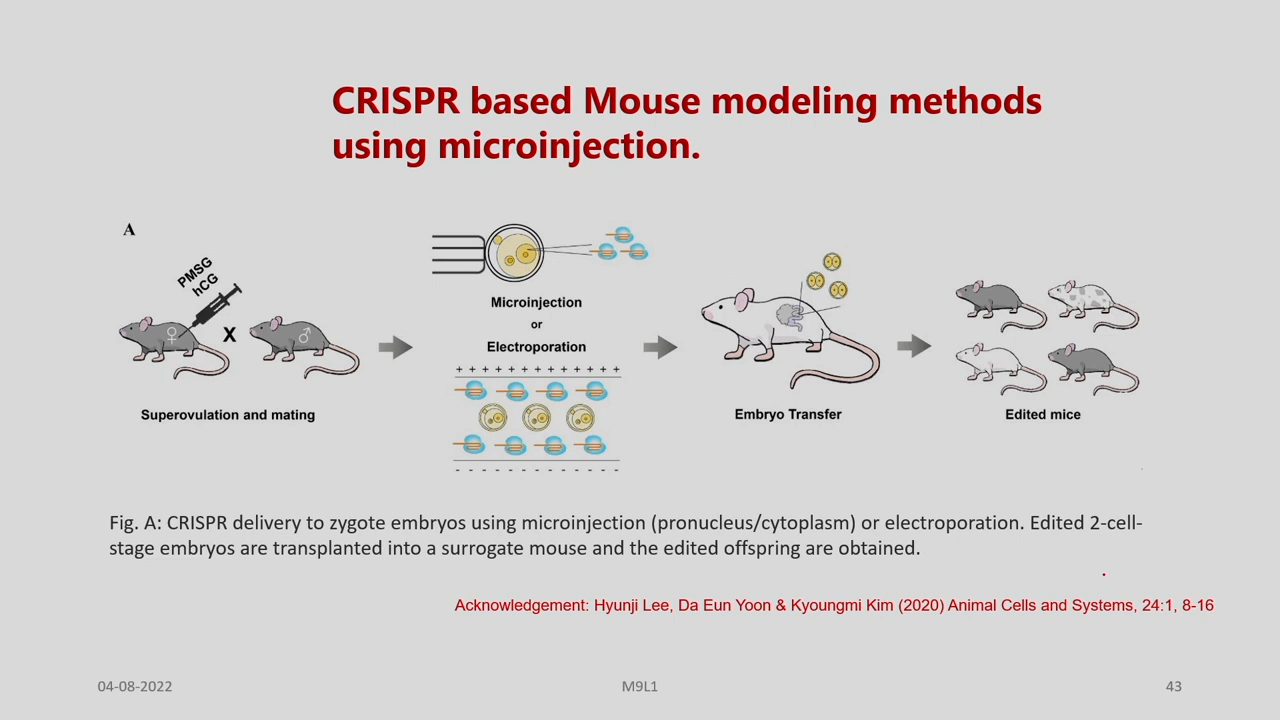 CRISPR based Mouse modeling methods
using microinjection.
A
PMSG
hCG
X
♀
♂
Superovulation and mating
Microinjection
or
Electroporation
+ + + + + + + + + + + + +
- - - - - - - - - - - - -
Embryo Transfer
Edited mice
Fig. A: CRISPR delivery to zygote embryos using microinjection (pronucleus/cytoplasm) or electroporation. Edited 2-cell-
stage embryos are transplanted into a surrogate mouse and the edited offspring are obtained.
.
Acknowledgement: Hyunji Lee, Da Eun Yoon & Kyoungmi Kim (2020) Animal Cells and Systems, 24:1, 8-16
04-08-2022
M9L1
43